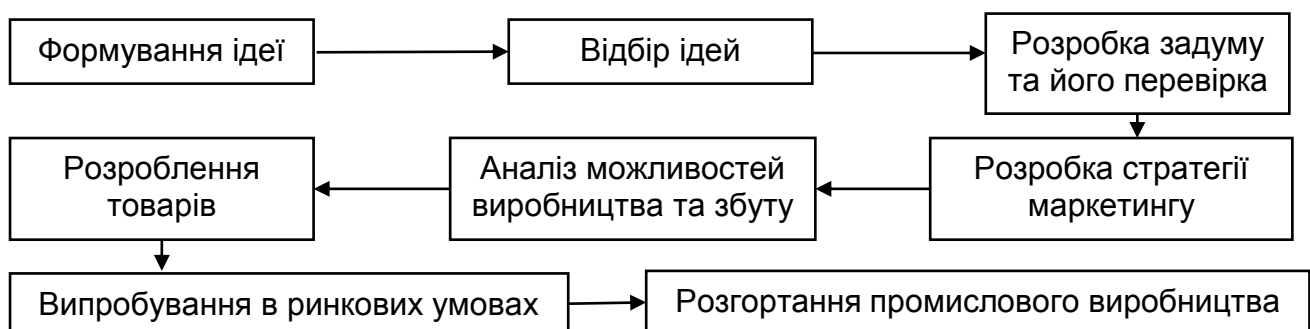 Формування ідеї
Відбір ідей
Розробка задуму
та його перевірка
Розробка стратегії
маркетингу
Аналіз можливостей
виробництва та збуту
Розроблення
товарів
Випробування в ринкових умовах
Розгортання промислового виробництва